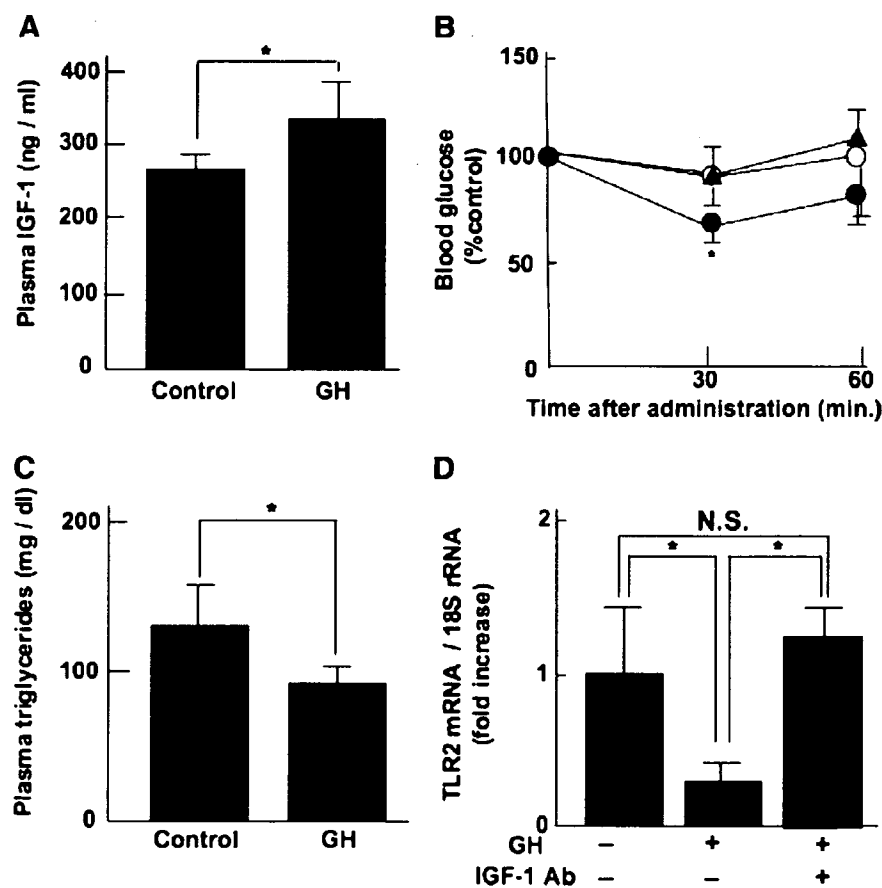 A
Plasma IGF-1 (ng / ml)
400
300
200
100
0
*
Control
GH
B
Blood glucose
(%control)
150
100
50
0
*
30
60
Time after administration (min.)
C
Plasma triglycerides (mg / dl)
200
100
0
*
Control
GH
D
TLR2 mRNA / 18S rRNA
(fold increase)
2
1
0
N.S.
* *
GH − + +
IGF-1 Ab − − +